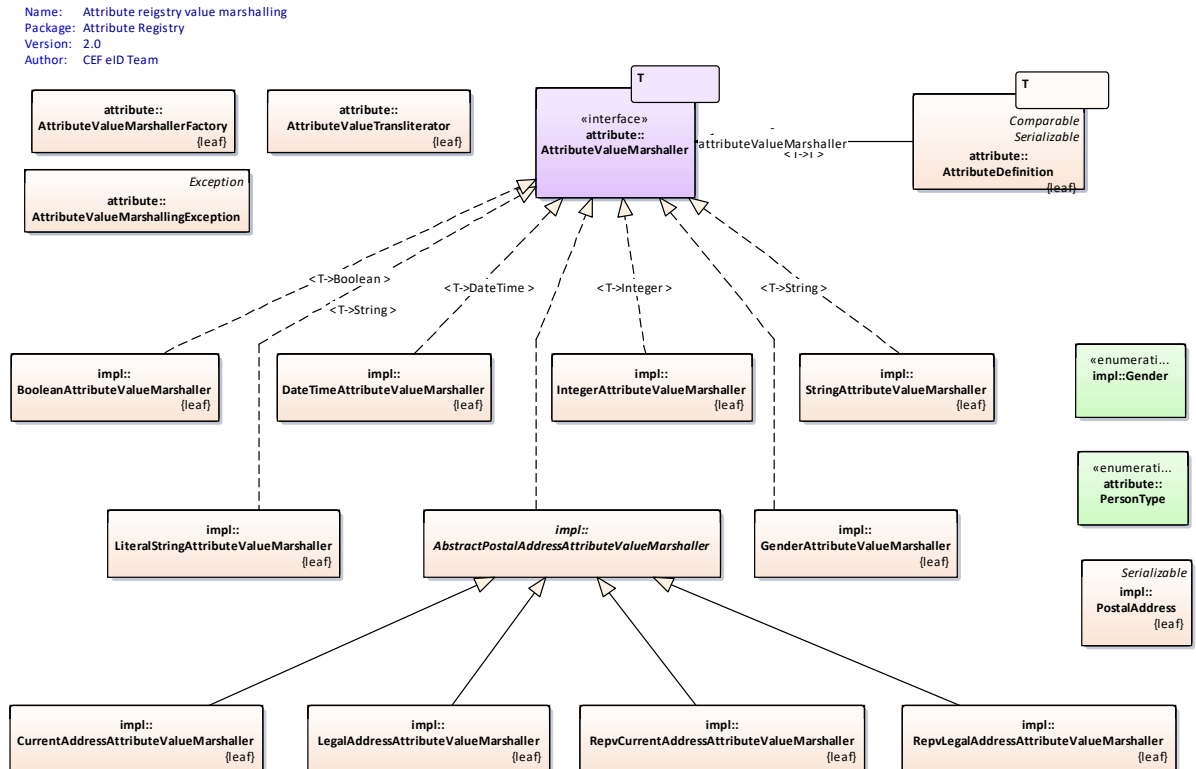 Name: Attribute reigstry value marshalling
Package: Attribute Registry
Version: 2.0
Author: CEF eID Team
attribute::
AttributeValueMarshallerFactory
{leaf}
attribute::
AttributeValueTransliterator
{leaf}
T
«interface»
attribute::
AttributeValueMarshaller
attributeValueMarshaller
T
Comparable
Serializable
attribute::
AttributeDefinition
{leaf}
Exception
attribute::
AttributeValueMarshallingException
<T->Boolean >
<T->String >
<T->DateTime >
<T->Integer >
<T->String >
impl::
BooleanAttributeValueMarshaller
{leaf}
impl::
DateTimeAttributeValueMarshaller
{leaf}
impl::
IntegerAttributeValueMarshaller
{leaf}
impl::
StringAttributeValueMarshaller
{leaf}
«enumerati...
impl::Gender
«enumerati...
attribute::
PersonType
impl::
LiteralStringAttributeValueMarshaller
{leaf}
impl::
AbstractPostalAddressAttributeValueMarshaller
impl::
GenderAttributeValueMarshaller
{leaf}
Serializable
impl::
PostalAddress
{leaf}
impl::
CurrentAddressAttributeValueMarshaller
{leaf}
impl::
LegalAddressAttributeValueMarshaller
{leaf}
impl::
RepvCurrentAddressAttributeValueMarshaller
{leaf}
impl::
RepvLegalAddressAttributeValueMarshaller
{leaf}